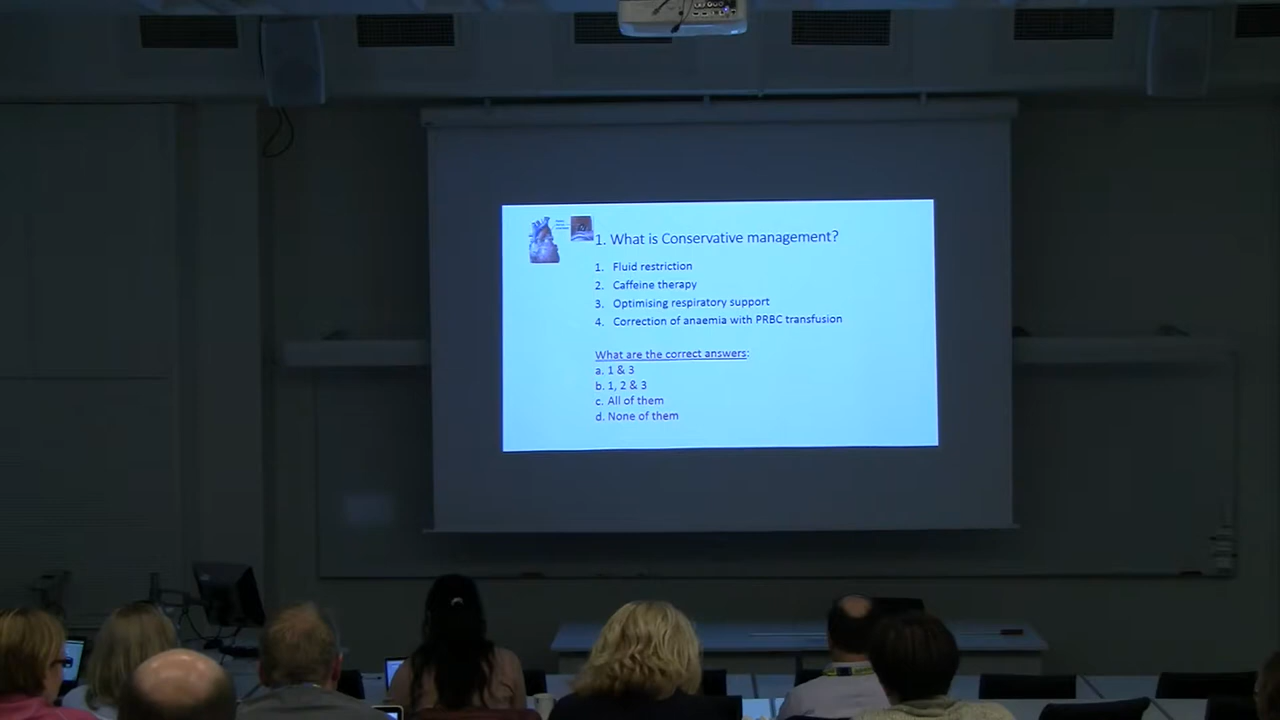 1. What is Conservative management?
1. Fluid restriction
2. Caffeine therapy
3. Optimising respiratory support
4. Correction of anaemia with PRBC transfusion
What are the correct answers:
a. 1 & 3
b. 1, 2 & 3
c. All of them
d. None of them